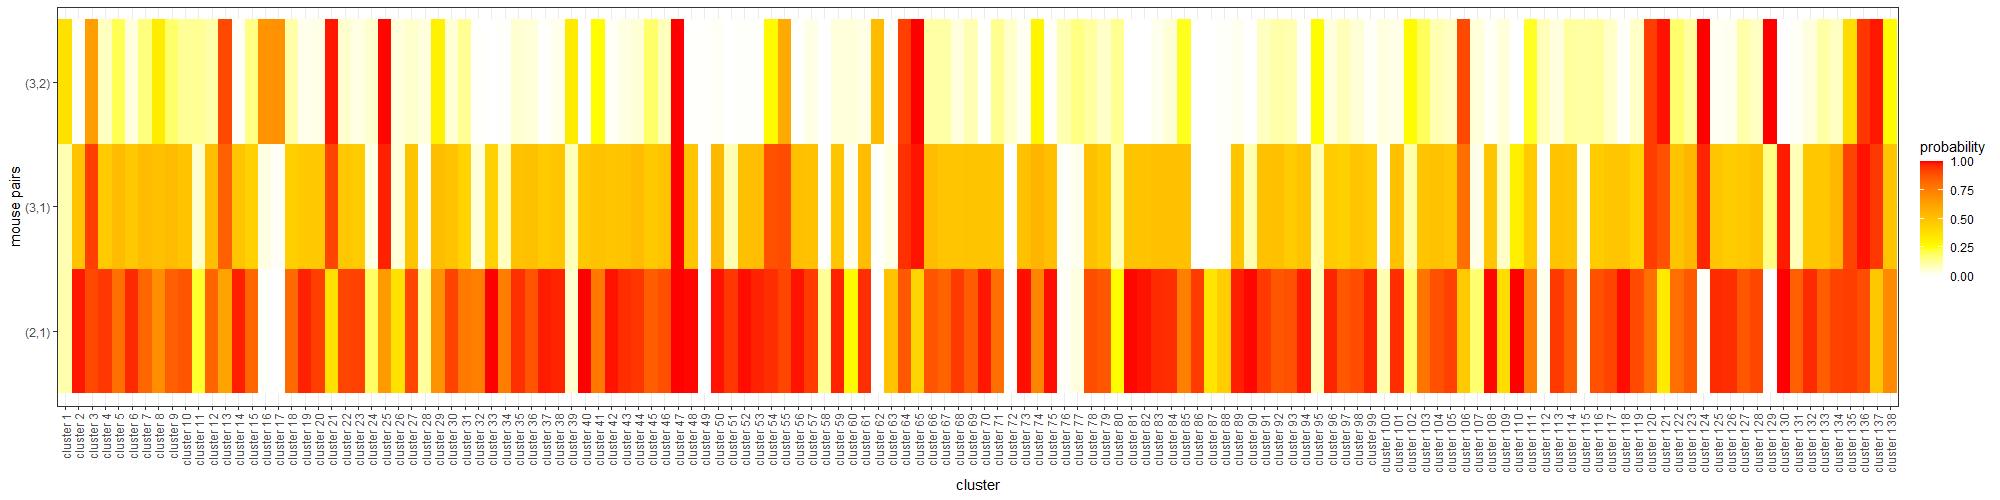 mouse pairs
(3,2)
(3,1)
(2,1)
probability
1.00
0.75
0.50
0.25
0.00
cluster 1
cluster 2
cluster 3
cluster 4
cluster 5
cluster 6
cluster 7
cluster 8
cluster 9
cluster 10
cluster 11
cluster 12
cluster 13
cluster 14
cluster 15
cluster 16
cluster 17
cluster 18
cluster 19
cluster 20
cluster 21
cluster 22
cluster 23
cluster 24
cluster 25
cluster 26
cluster 27
cluster 28
cluster 29
cluster 30
cluster 31
cluster 32
cluster 33
cluster 34
cluster 35
cluster 36
cluster 37
cluster 38
cluster 39
cluster 40
cluster 41
cluster 42
cluster 43
cluster 44
cluster 45
cluster 46
cluster 47
cluster 48
cluster 49
cluster 50
cluster 51
cluster 52
cluster 53
cluster 54
cluster 55
cluster 56
cluster 57
cluster 58
cluster 59
cluster 60
cluster 61
cluster 62
cluster 63
cluster 64
cluster 65
cluster 66
cluster 67
cluster 68
cluster 69
cluster 70
cluster 71
cluster 72
cluster 73
cluster 74
cluster 75
cluster 76
cluster 77
cluster 78
cluster 79
cluster 80
cluster 81
cluster 82
cluster 83
cluster 84
cluster 85
cluster 86
cluster 87
cluster 88
cluster 89
cluster 90
cluster 91
cluster 92
cluster 93
cluster 94
cluster 95
cluster 96
cluster 97
cluster 98
cluster 99
cluster 100
cluster 101
cluster 102
cluster 103
cluster 104
cluster 105
cluster 106
cluster 107
cluster 108
cluster 109
cluster 110
cluster 111
cluster 112
cluster 113
cluster 114
cluster 115
cluster 116
cluster 117
cluster 118
cluster 119
cluster 120
cluster 121
cluster 122
cluster 123
cluster 124
cluster 125
cluster 126
cluster 127
cluster 128
cluster 129
cluster 130
cluster 131
cluster 132
cluster 133
cluster 134
cluster 135
cluster 136
cluster 137
cluster 138
cluster